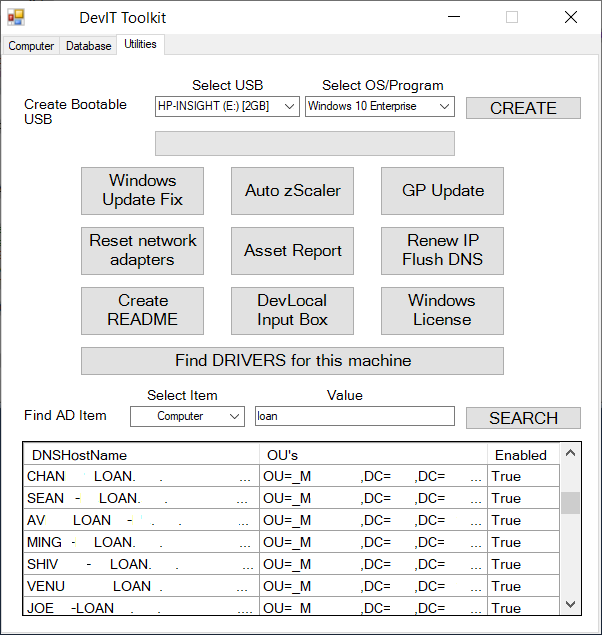 DevIT Toolkit
Computer Database Utilities
Select USB Select OS/Program
Create Bootable USB
HP-INSIGHT (E:) [2GB] Windows 10 Enterprise CREATE
Windows Update Fix
Auto zScaler
GP Update
Reset network adapters
Asset Report
Renew IP Flush DNS
Create README
DevLocal Input Box
Windows License
Find DRIVERS for this machine
Select Item Value
Find AD Item Computer loan SEARCH
DNSHostName OU's Enabled
CHAN LOAN. . ... OU=_M ,DC= ,DC= ... True
SEAN - LOAN. . ... OU=_M ,DC= ,DC= ... True
AV LOAN - . . ... OU=_M ,DC= ,DC= ... True
MING - LOAN. . ... OU=_M ,DC= ,DC= ... True
SHIV - LOAN. . ... OU=_M ,DC= ,DC= ... True
VENU LOAN . ... OU=_M ,DC= ,DC= ... True
JOE -LOAN . . .... OU=_M ,DC= ,DC= ... True